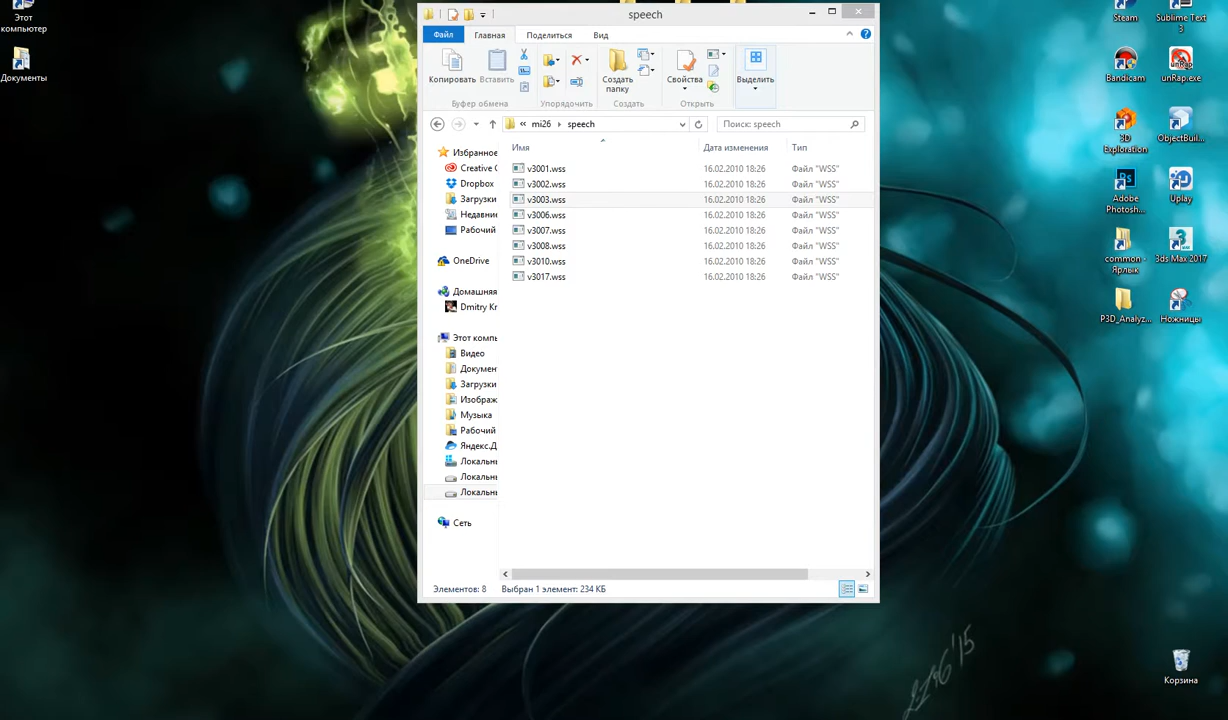 Этот
компьютер
Документы
speech
Файл
Главная
Поделиться
Вид
Копировать
Вставить
Создать
папку
Свойства
Выделить
Буфер обмена
Упорядочить
Создать
Открыть
« mi26 speech
Поиск: speech
Имя
Дата изменения
Тип
v3001.wss 16.02.2010 18:26 Файл "WSS"
v3002.wss 16.02.2010 18:26 Файл "WSS"
v3003.wss 16.02.2010 18:26 Файл "WSS"
v3006.wss 16.02.2010 18:26 Файл "WSS"
v3007.wss 16.02.2010 18:26 Файл "WSS"
v3008.wss 16.02.2010 18:26 Файл "WSS"
v3010.wss 16.02.2010 18:26 Файл "WSS"
v3017.wss 16.02.2010 18:26 Файл "WSS"
Избранное
Creative C
Dropbox
Загрузки
Недавни
Рабочий
OneDrive
Домашняя
Dmitry Kr
Этот компь
Видео
Докумен
Загрузки
Изображ
Музыка
Рабочий
Яндекс.Д
Локальны
Локальны
Локальны
Сеть
Элементов: 8
Выбран 1 элемент: 234 КБ
Steam
Sublime Text
3
Bandicam
unRap.exe
3D
Exploration
ObjectBuil...
Adobe
Photosh...
Uplay
common -
Ярлык
3ds Max 2017
P3D_Analyz...
Ножницы
Корзина